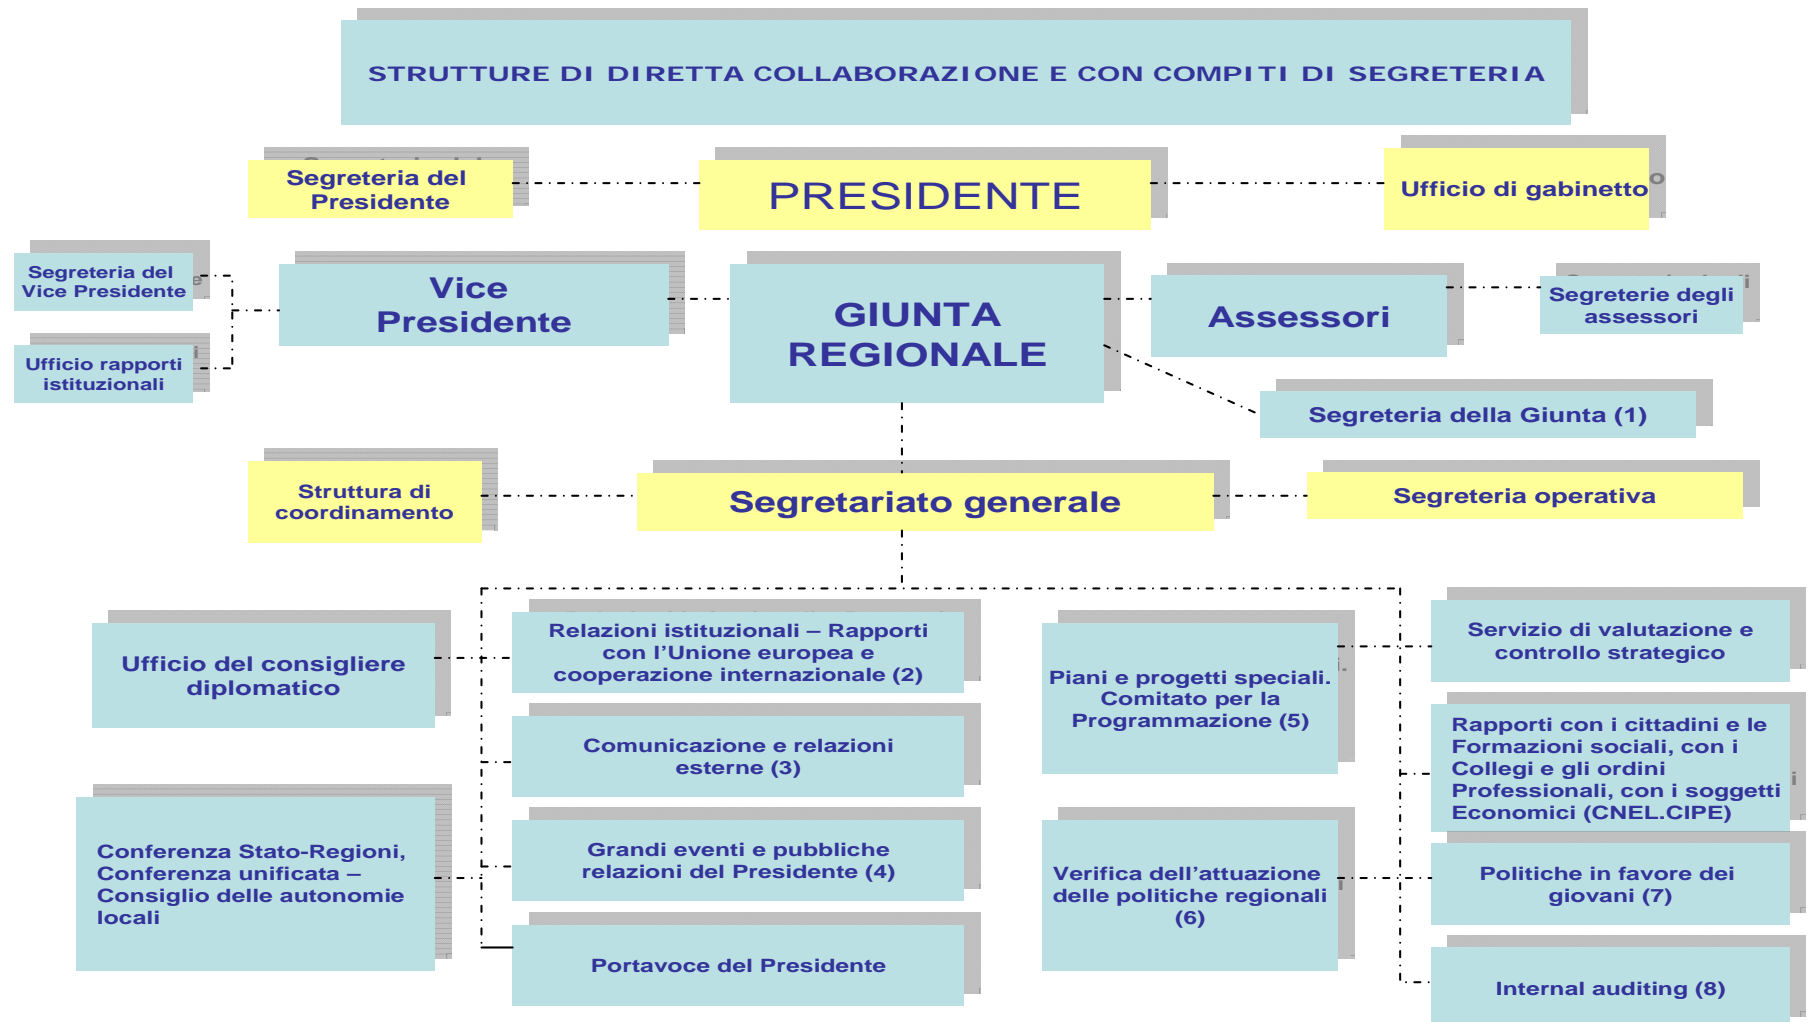 STRUTTURE DI DIRETTA COLLABORAZIONE E CON COMPITI DI SEGRETERIA
Segreteria del
Presidente
PRESIDENTE
Ufficio di gabinetto
Segreteria del
Vice Presidente
Ufficio rapporti
istituzionali
Vice
Presidente
GIUNTA
REGIONALE
Assessori
Segreterie degli
assessori
Segreteria della Giunta (1)
Struttura di
coordinamento
Segretariato generale
Segreteria operativa
Ufficio del consigliere
diplomatico
Conferenza Stato-Regioni,
Conferenza unificata –
Consiglio delle autonomie
locali
Relazioni istituzionali – Rapporti
con l'Unione europea e
cooperazione internazionale (2)
Comunicazione e relazioni
esterne (3)
Grandi eventi e pubbliche
relazioni del Presidente (4)
Portavoce del Presidente
Piani e progetti speciali.
Comitato per la
Programmazione (5)
Verifica dell'attuazione
delle politiche regionali
(6)
Servizio di valutazione e
controllo strategico
Rapporti con i cittadini e le
Formazioni sociali, con i
Collegi e gli ordini
Professionali, con i soggetti
Economici (CNEL.CIPE)
Politiche in favore dei
giovani (7)
Internal auditing (8)